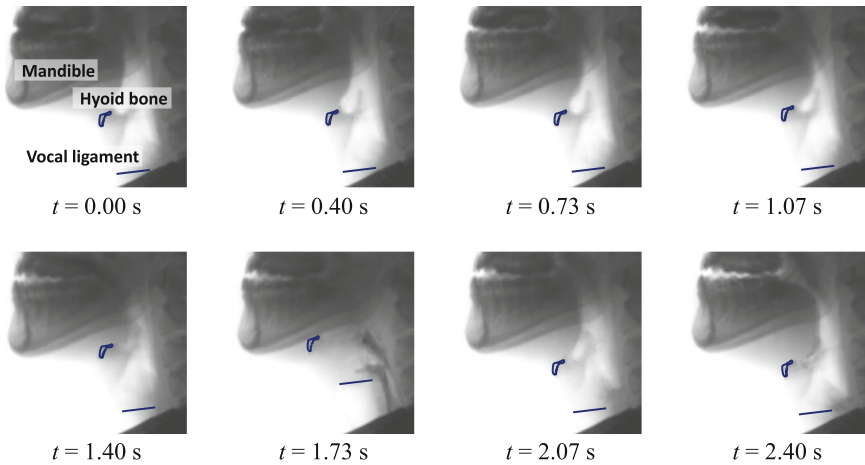 Mandible
Hyoid bone
Vocal ligament
t = 0.00 s
t = 0.40 s
t = 0.73 s
t = 1.07 s
t = 1.40 s
t = 1.73 s
t = 2.07 s
t = 2.40 s